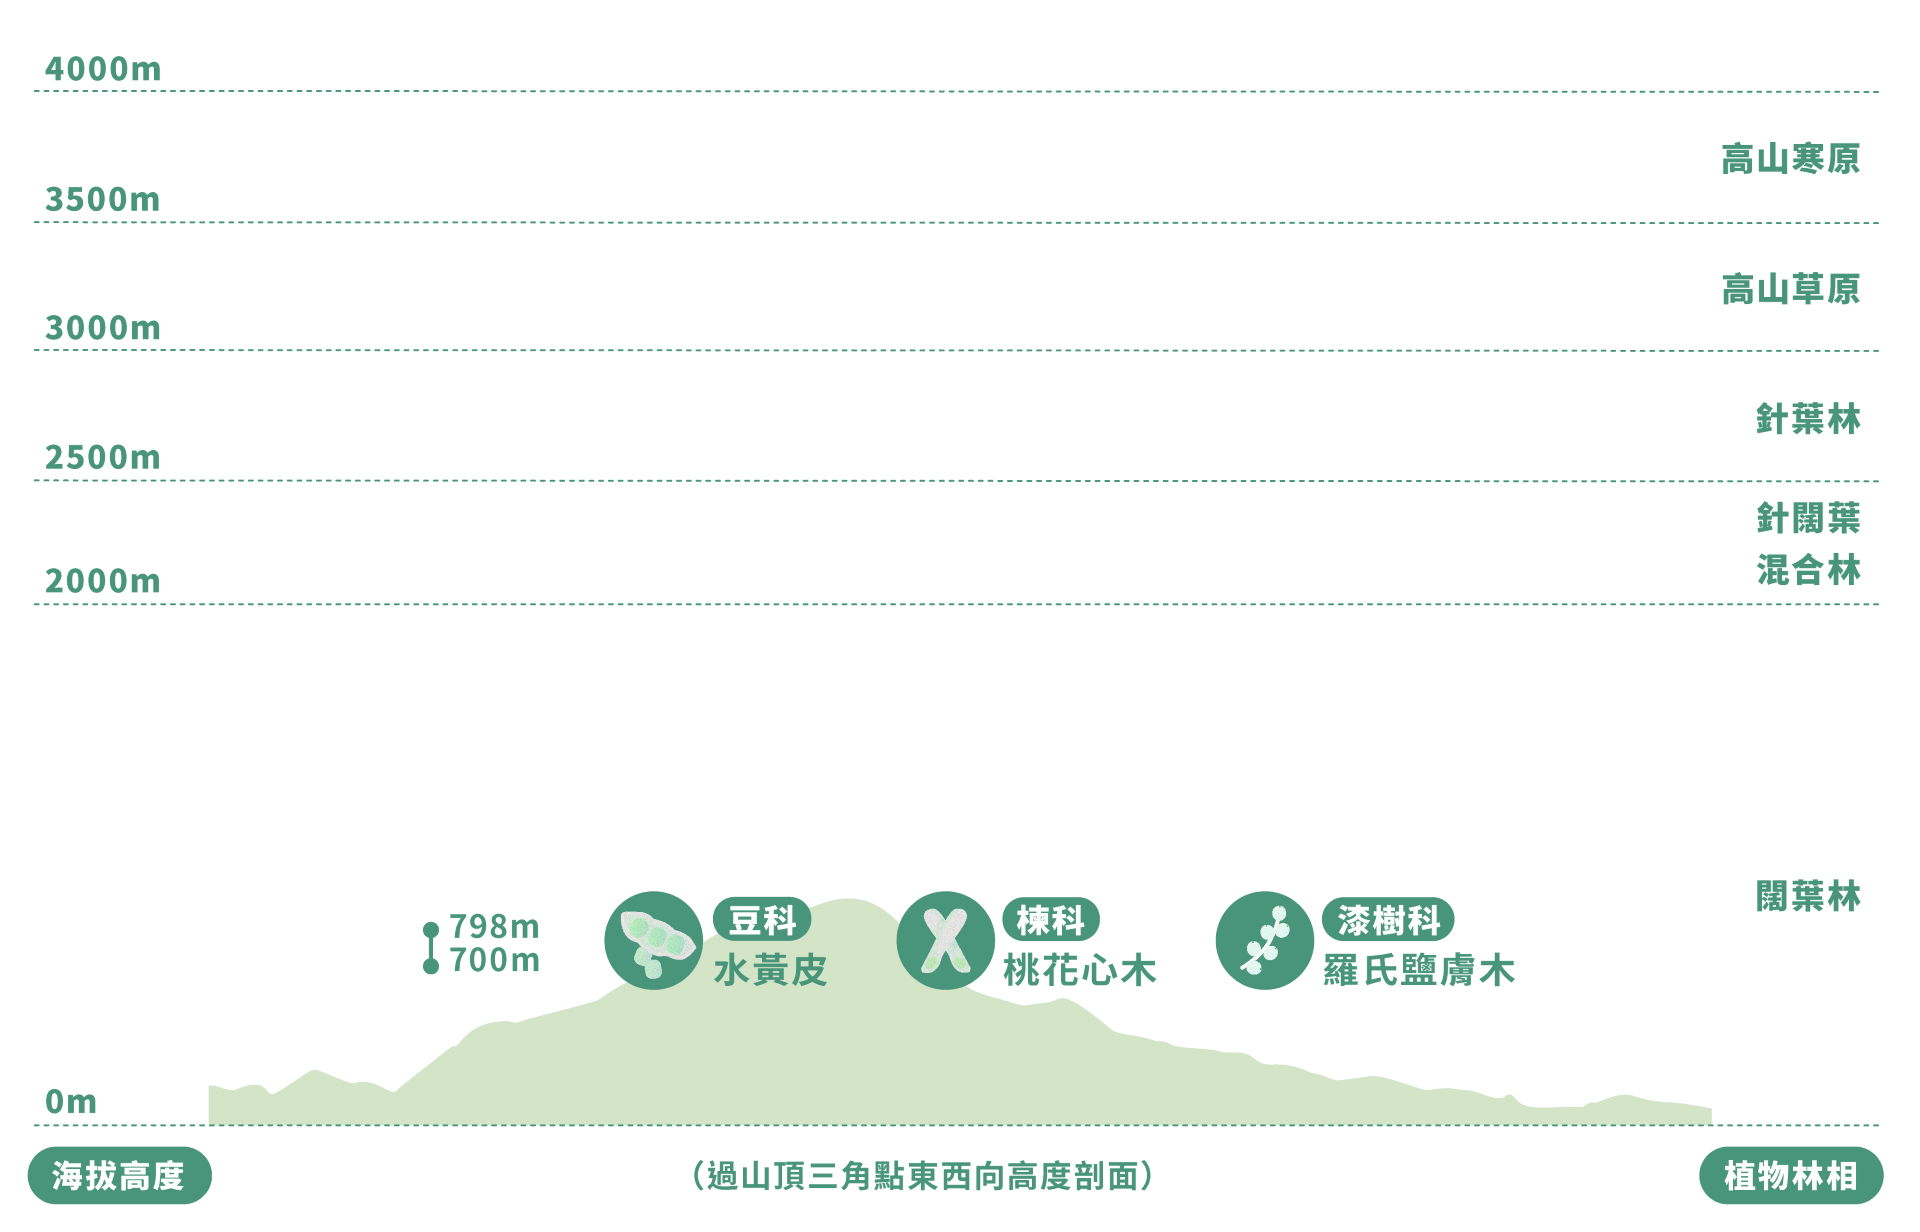 4000m
高山寒原
3500m
高山草原
3000m
針葉林
2500m
針闊葉
混合林
2000m
闊葉林
798m
700m
豆科
水黃皮
楝科
桃花心木
漆樹科
羅氏鹽膚木
0m
海拔高度
（過山頂三角點東西向高度剖面）
植物林相